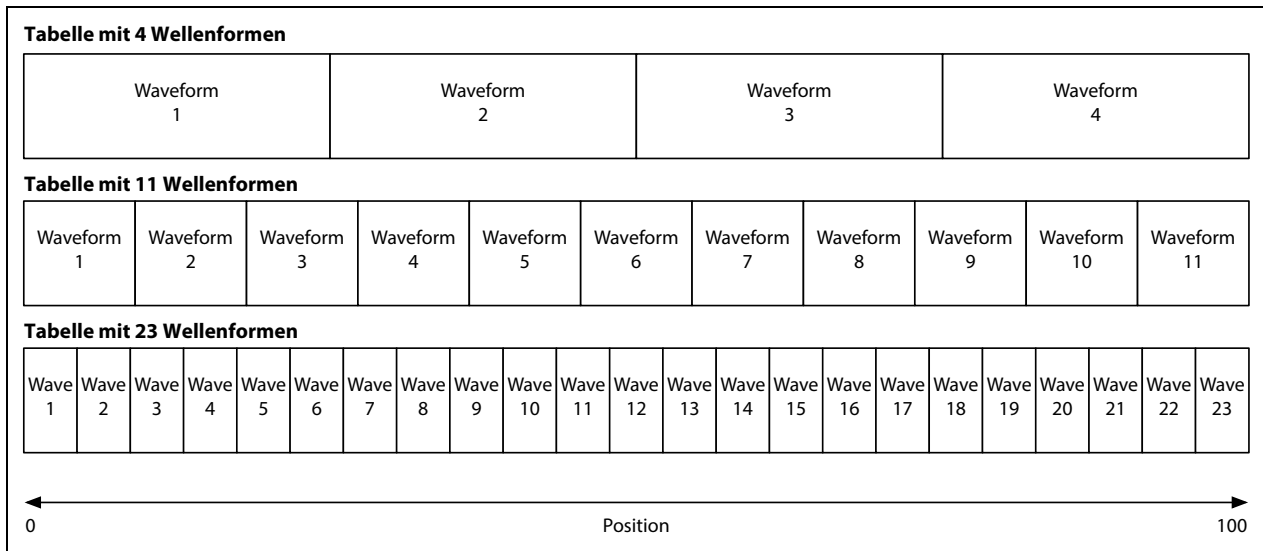 Tabelle mit 4 Wellenformen
Waveform Waveform Waveform Waveform
1 2 3 4
Tabelle mit 11 Wellenformen
Waveform Waveform Waveform Waveform Waveform Waveform Waveform Waveform Waveform Waveform Waveform
1 2 3 4 5 6 7 8 9 10 11
Tabelle mit 23 Wellenformen
Wave Wave Wave Wave Wave Wave Wave Wave Wave Wave Wave Wave Wave Wave Wave Wave Wave Wave Wave Wave Wave Wave Wave
1 2 3 4 5 6 7 8 9 10 11 12 13 14 15 16 17 18 19 20 21 22 23
0 Position 100